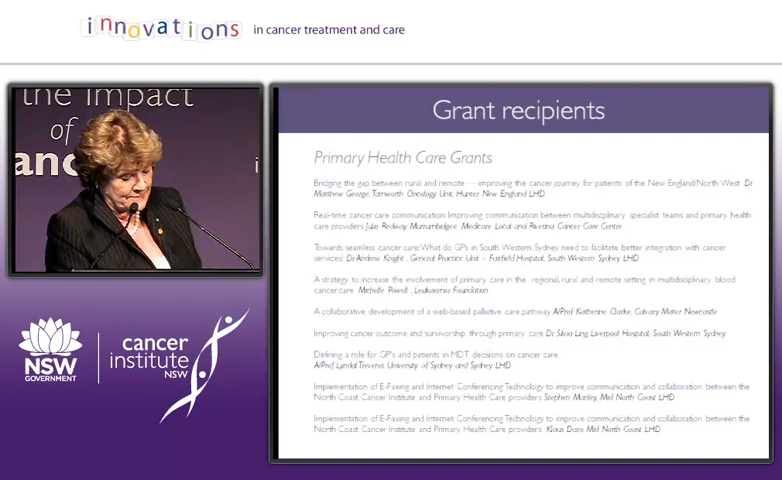 innovations in cancer treatment and care
the impact
of
Grant recipients
Primary Health Care Grants
Bridging the gap between rural and remote — improving the cancer journey for patients of the New England/North West Dr
Matthew George, Tamworth Oncology Unit, Hunter New England LHD
Real-time cancer care communication: Improving communication between multidisciplinary specialist teams and primary health
care providers Julie Redway, Murrumbidgee Medicare Local and Riverina Cancer Care Centre
Towards seamless cancer care: What do GPs in South Western Sydney need to facilitate better integration with cancer
services! Dr Andrew Knight , General Practice Unit – Fairfield Hospital, South Western Sydney LHD
A strategy to increase the involvement of primary care in the regional, rural and remote setting in multidisciplinary blood
cancer care Michelle Powell , Leukaemia Foundation
A collaborative development of a web-based palliative care pathway A/Prof Katherine Clarke, Calvary Mater Newcastle
Improving cancer outcome and survivorship through primary care Dr Silvia Ling, Liverpool Hospital, South Western Sydney
Defining a role for GP's and patients in MDT decisions on cancer care
A/Prof Lyndal Trevena, University of Sydney and Sydney LHD
Implementation of E-Faxing and Internet Conferencing Technology to improve communication and collaboration between the
North Coast Cancer Institute and Primary Health Care providers Stephen Manley, Mid North Coast LHD
Implementation of E-Faxing and Internet Conferencing Technology to improve communication and collaboration between the
North Coast Cancer Institute and Primary Health Care providers Klaus Darr, Mid North Coast LHD
NSW
GOVERNMENT
cancer
institute
NSW